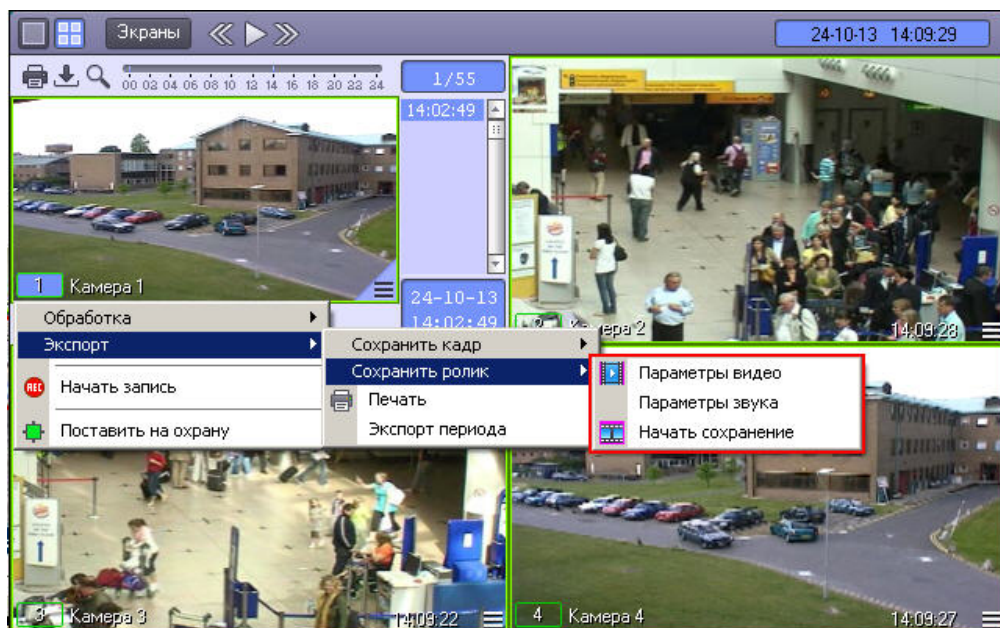 Экраны
24-10-13 14:09:29
00 02 04 06 08 10 12 14 16 18 20 22 24
1/55
14:02:49
1 Камера 1
24-10-13
14:02:49
2 Камера 2
14:09:28
Обработка
Экспорт
Начать запись
REC
Поставить на охрану
Сохранить кадр
Сохранить ролик
Печать
Экспорт периода
Параметры видео
Параметры звука
Начать сохранение
3 Камера 3
14:09:22
4 Камера 4
14:09:27